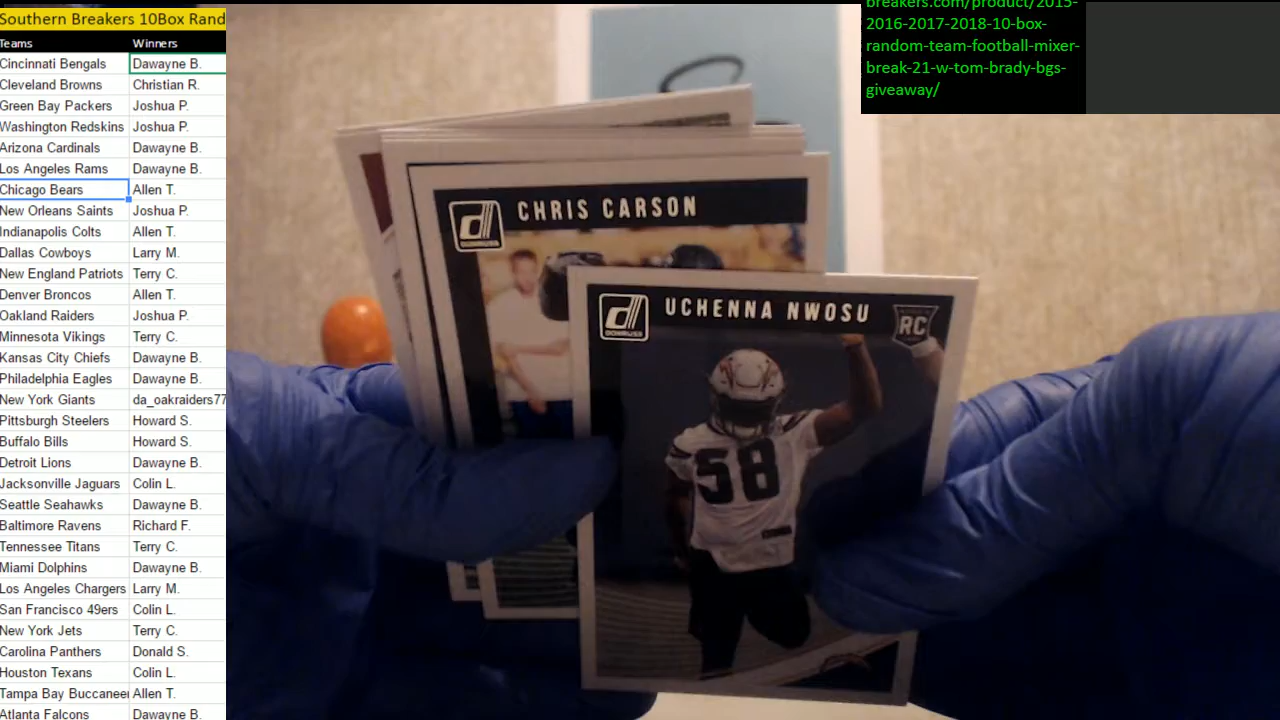 Southern Breakers 10Box Rand
Teams Winners
Cincinnati Bengals Dawayne B.
Cleveland Browns Christian R.
Green Bay Packers Joshua P.
Washington Redskins Joshua P.
Arizona Cardinals Dawayne B.
Los Angeles Rams Dawayne B.
Chicago Bears Allen T.
New Orleans Saints Joshua P.
Indianapolis Colts Allen T.
Dallas Cowboys Larry M.
New England Patriots Terry C.
Denver Broncos Allen T.
Oakland Raiders Joshua P.
Minnesota Vikings Terry C.
Kansas City Chiefs Dawayne B.
Philadelphia Eagles Dawayne B.
New York Giants da_oakraiders77
Pittsburgh Steelers Howard S.
Buffalo Bills Howard S.
Detroit Lions Dawayne B.
Jacksonville Jaguars Colin L.
Seattle Seahawks Dawayne B.
Baltimore Ravens Richard F.
Tennessee Titans Terry C.
Miami Dolphins Dawayne B.
Los Angeles Chargers Larry M.
San Francisco 49ers Colin L.
New York Jets Terry C.
Carolina Panthers Donald S.
Houston Texans Colin L.
Tampa Bay Buccaneer Allen T.
Atlanta Falcons Dawayne B.
breakers.com/product/2015-
2016-2017-2018-10-box-
random-team-football-mixer-
break-21-w-tom-brady-bgs-
giveaway/
d CHRIS CARSON
DONRUSS
d UCHENNA NWOSU RC
DONRUSS
58